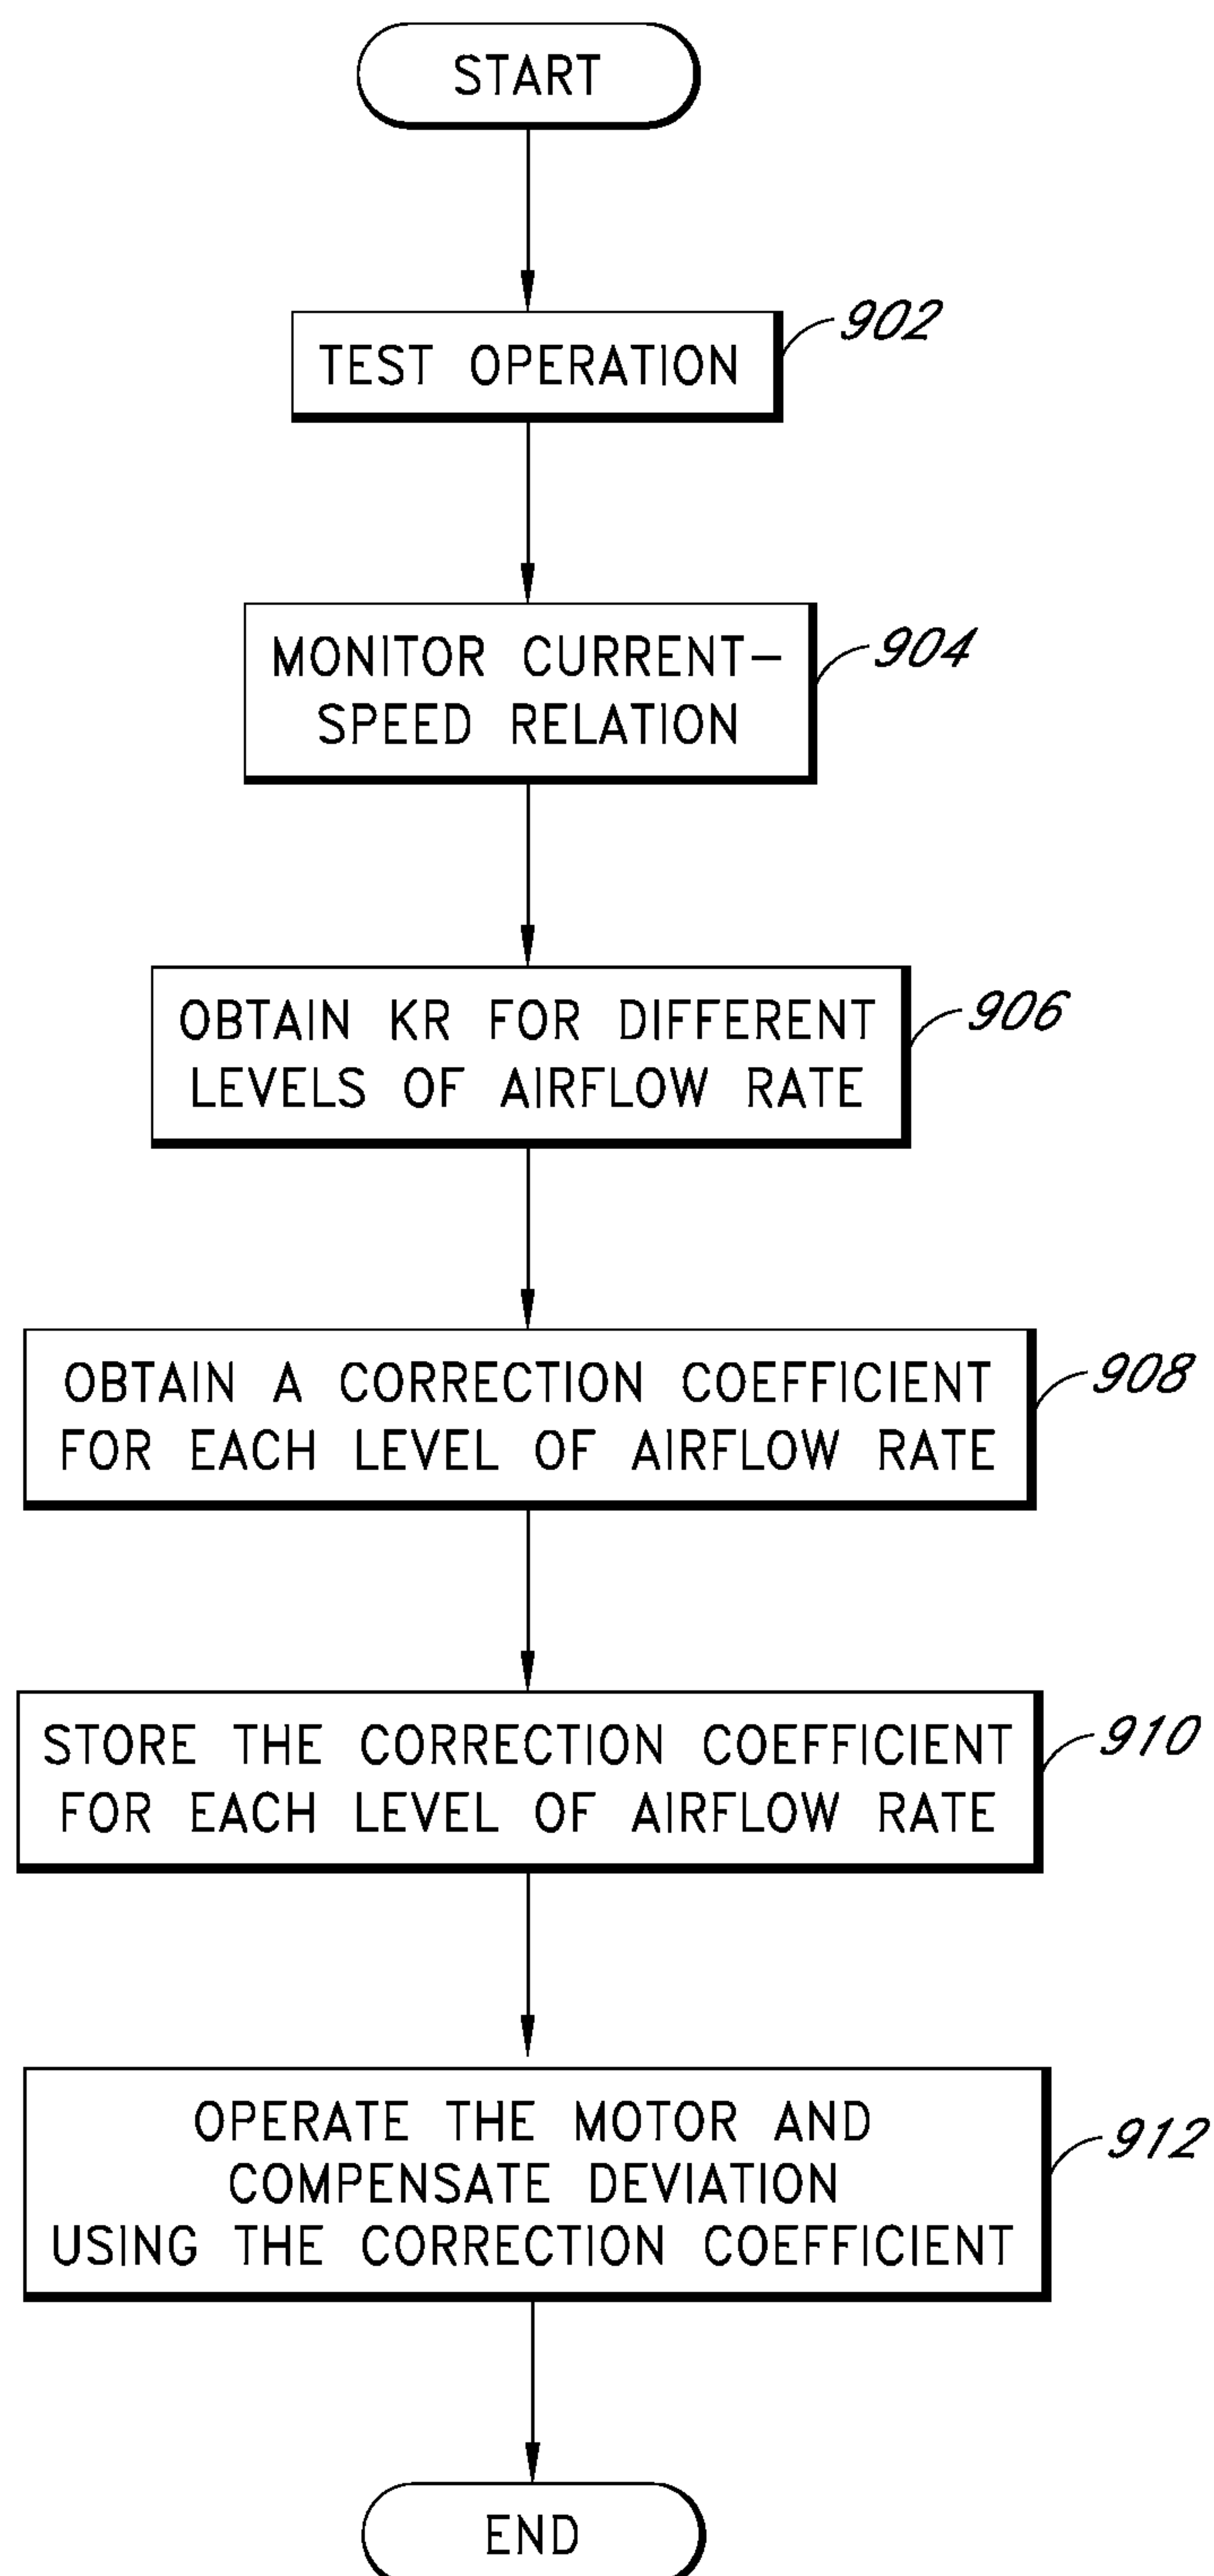 START
TEST OPERATION
902
MONITOR CURRENT-
SPEED RELATION
904
OBTAIN KR FOR DIFFERENT
LEVELS OF AIRFLOW RATE
906
OBTAIN A CORRECTION COEFFICIENT
FOR EACH LEVEL OF AIRFLOW RATE
908
STORE THE CORRECTION COEFFICIENT
FOR EACH LEVEL OF AIRFLOW RATE
910
OPERATE THE MOTOR AND
COMPENSATE DEVIATION
USING THE CORRECTION COEFFICIENT
912
END